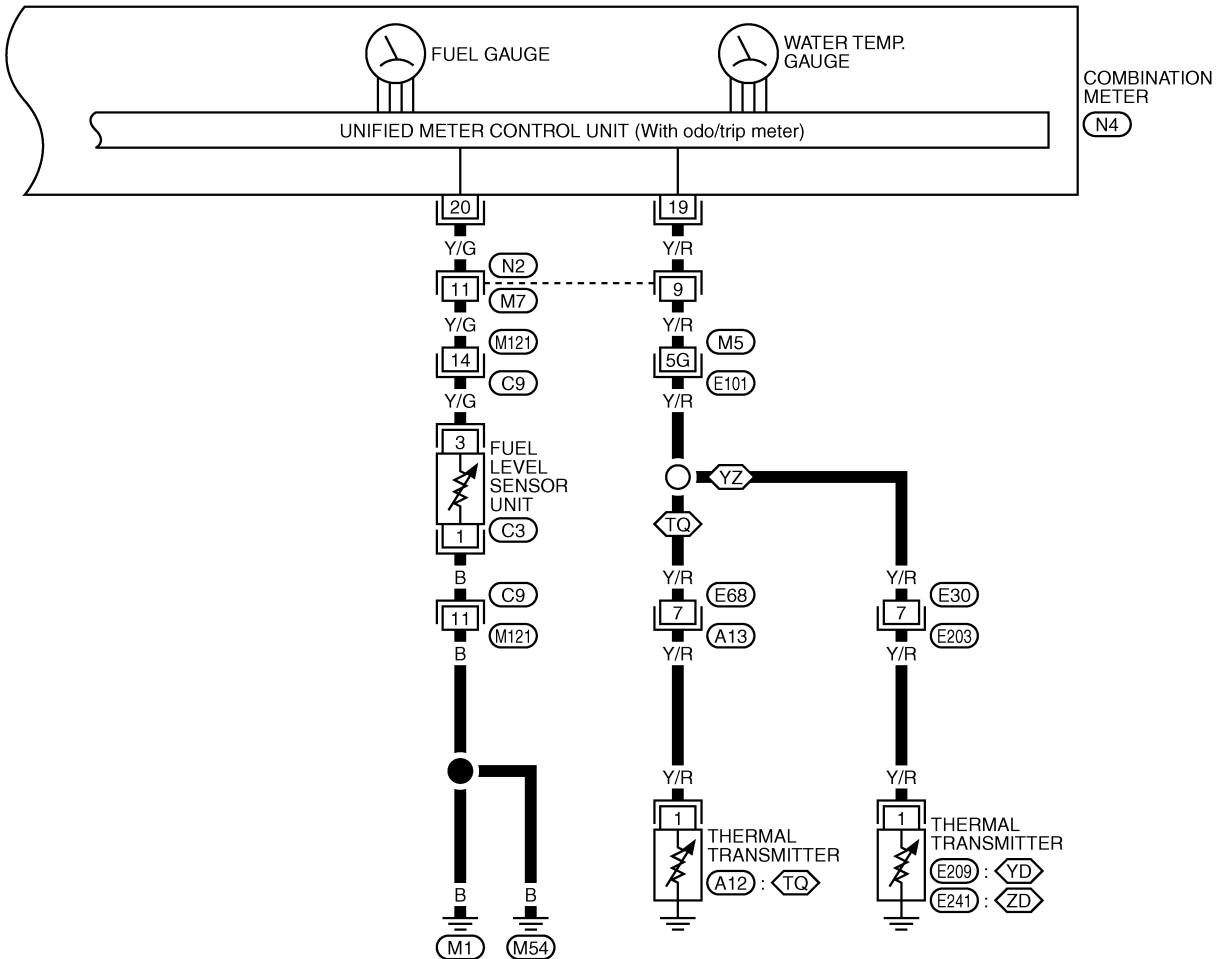 FUEL GAUGE
WATER TEMP.
GAUGE
COMBINATION
METER
N4
UNIFIED METER CONTROL UNIT (With odo/trip meter)
20
19
Y/G
Y/R
N2
11
9
M7
Y/G
Y/R
M121
M5
14
5G
C9
E101
Y/G
Y/R
3
FUEL
LEVEL
SENSOR
UNIT
YZ
1
C3
TQ
B
Y/R
Y/R
C9
E68
E30
11
7
7
M121
A13
E203
B
Y/R
Y/R
Y/R
Y/R
1
1
THERMAL
TRANSMITTER
A12 : TQ
THERMAL
TRANSMITTER
E209 : YD
E241 : ZD
B
B
M1
M54